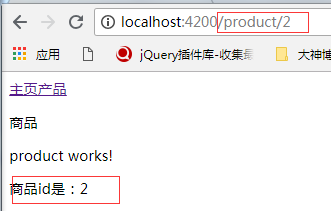 localhost:4200/product/2
应用
jQuery插件库-收集最
大神博
主页产品
商品
product works!
商品id是：2